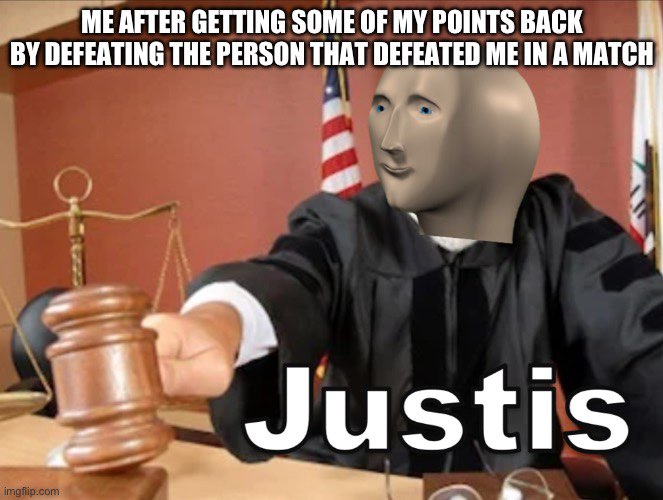 ME AFTER GETTING SOME OF MY POINTS BACK
BY DEFEATING THE PERSON THAT DEFEATED ME IN A MATCH
Justis
imgflip.com